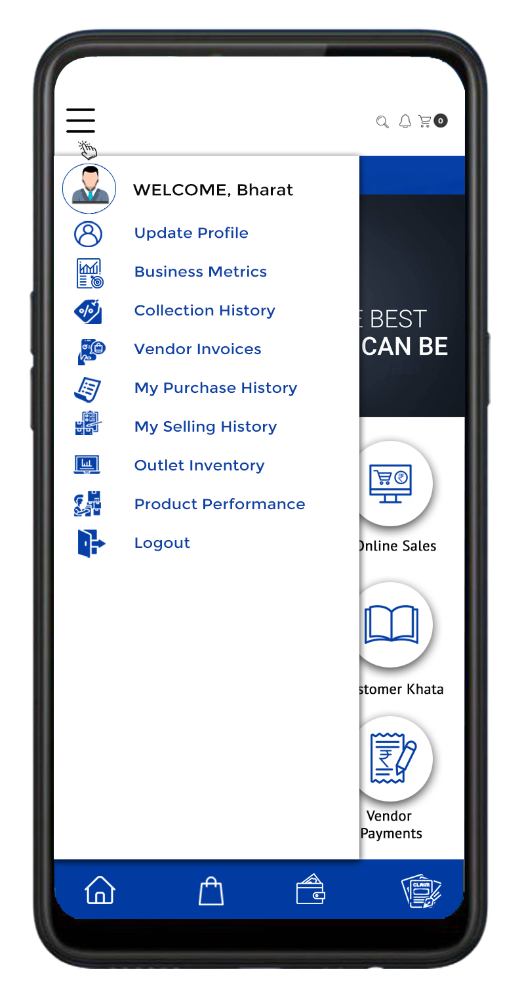 0
WELCOME, Bharat
Update Profile
Business Metrics
Collection History
Vendor Invoices
My Purchase History
My Selling History
Outlet Inventory
Product Performance
Logout
BEST
CAN BE
Online Sales
stomer Khata
Vendor
Payments
CLAIM